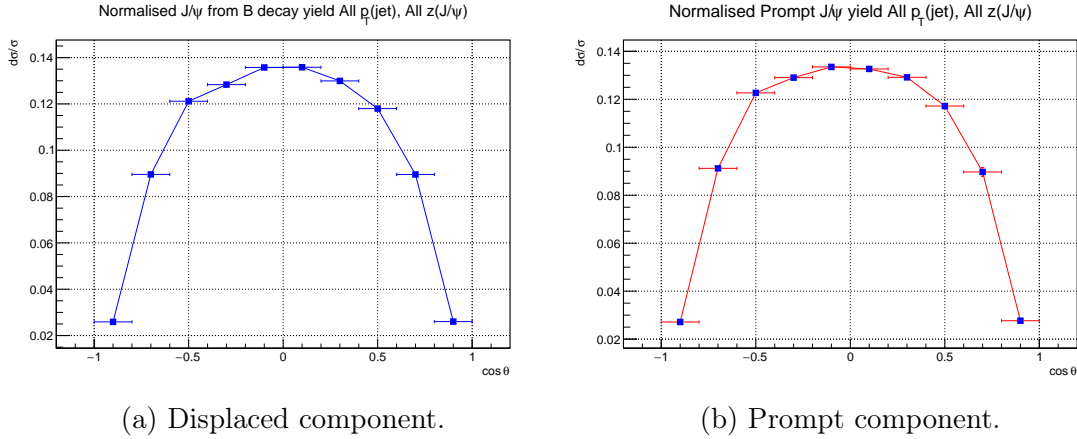 Normalised J/ψ from B decay yield All p_T(jet), All z(J/ψ)
dσ/σ
0.14
0.12
0.1
0.08
0.06
0.04
0.02
−1 −0.5 0 0.5 1
cos θ
(a) Displaced component.
Normalised Prompt J/ψ yield All p_T(jet), All z(J/ψ)
dσ/σ
0.14
0.12
0.1
0.08
0.06
0.04
0.02
−1 −0.5 0 0.5 1
cos θ
(b) Prompt component.